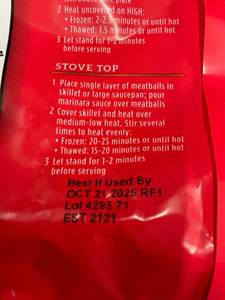 2 Heat uncovered on HIGH:
• Frozen: 2-2.5 minutes or until hot
• Thawed: 1.5 minutes or until hot
3 Let stand for 1-2 minutes
before serving
STOVE TOP
1 Place single layer of meatballs in
skillet or large saucepan; pour
marinara sauce over meatballs
2 Cover skillet and heat over
medium-low heat. Stir several
times to heat evenly:
• Frozen: 20-25 minutes or until hot
• Thawed: 15-20 minutes or until hot
3 Let stand for 1-2 minutes
before serving
Best If Used By
OCT 21 2025 RF1
Lot 4295 71
EST 2121